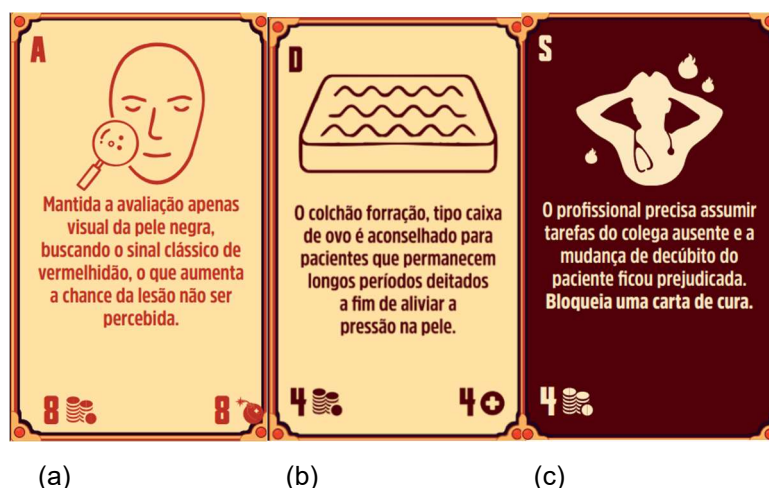 A
Mantida a avaliação apenas
visual da pele negra,
buscando o sinal clássico de
vermelhidão, o que aumenta
a chance da lesão não ser
percebida.
8
8
D
O colchão forração, tipo caixa
de ovo é aconselhado para
pacientes que permanecem
longos períodos deitados
a fim de aliviar a
pressão na pele.
4
4
S
O profissional precisa assumir
tarefas do colega ausente e a
mudança de decúbito do
paciente ficou prejudicada.
Bloqueia uma carta de cura.
4
(a)
(b)
(c)